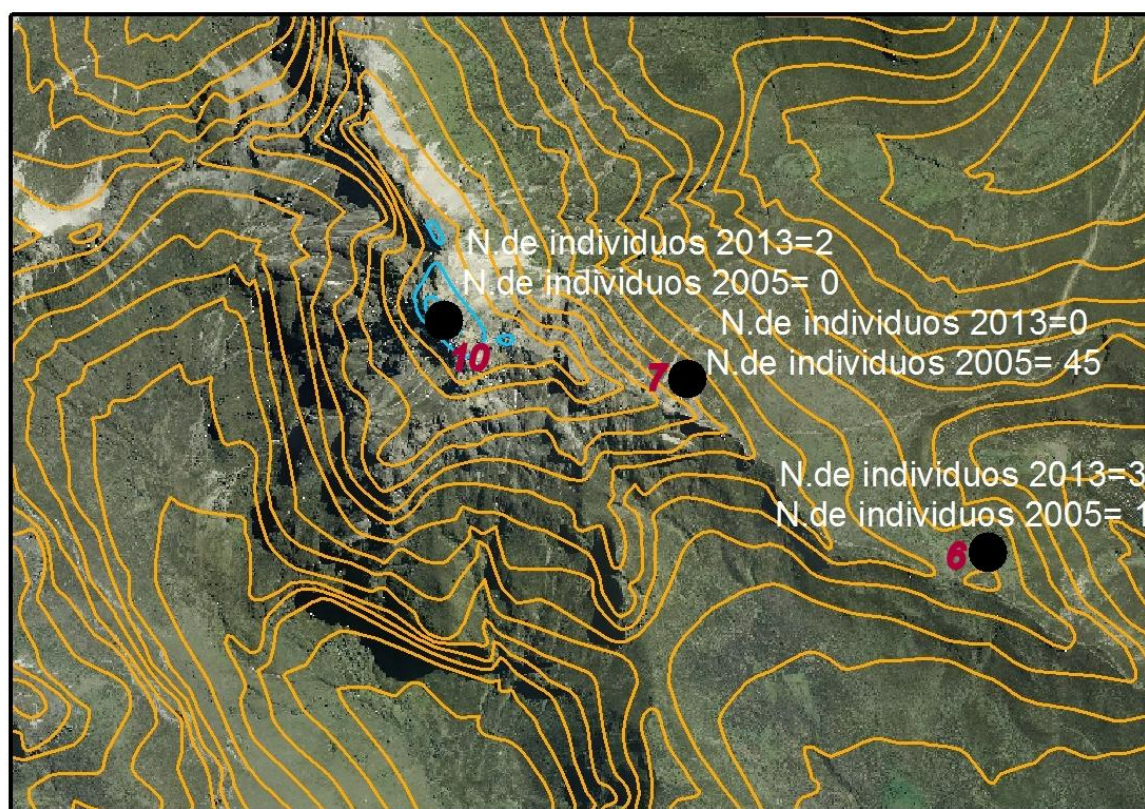 N.de individuos 2013=2
N.de individuos 2005= 0
10
N.de individuos 2013=0
7 N.de individuos 2005= 45
N.de individuos 2013=3
N.de individuos 2005= 1
6